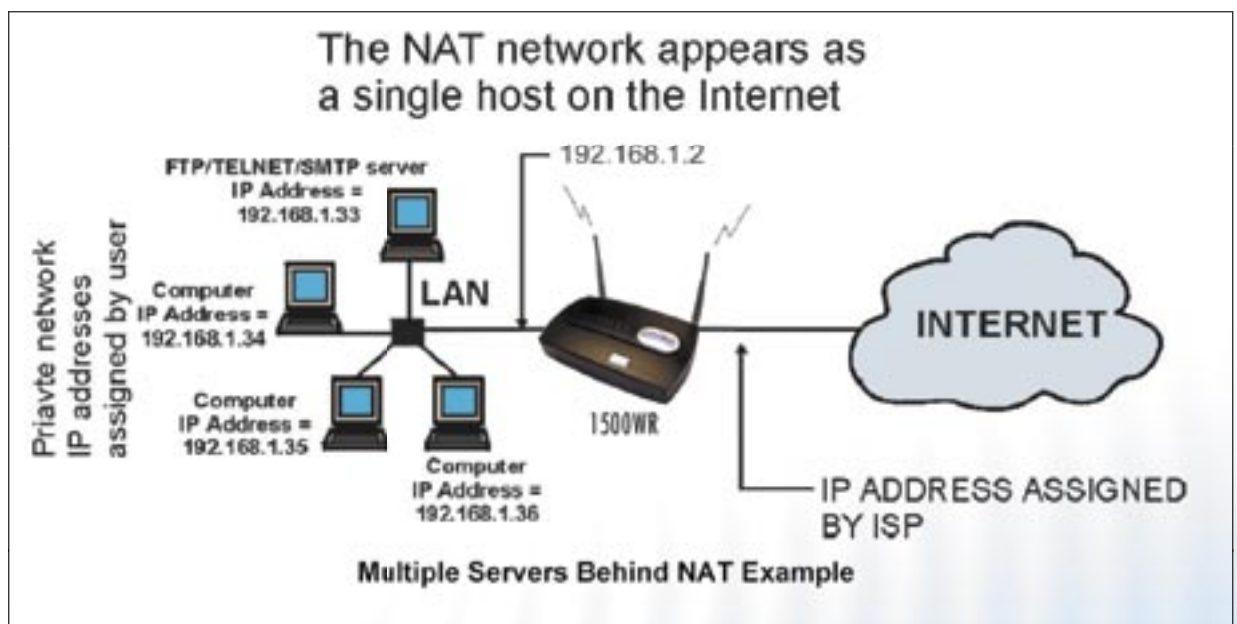 The NAT network appears as
a single host on the Internet
192.168.1.2
FTP/TELNET/SMTP server
IP Address =
192.168.1.33
Priavte network
IP addresses
assigned by user
Computer
IP Address =
192.168.1.34
LAN
INTERNET
Computer
IP Address =
192.168.1.35
1500WR
Computer
IP Address =
192.168.1.36
IP ADDRESS ASSIGNED
BY ISP
Multiple Servers Behind NAT Example